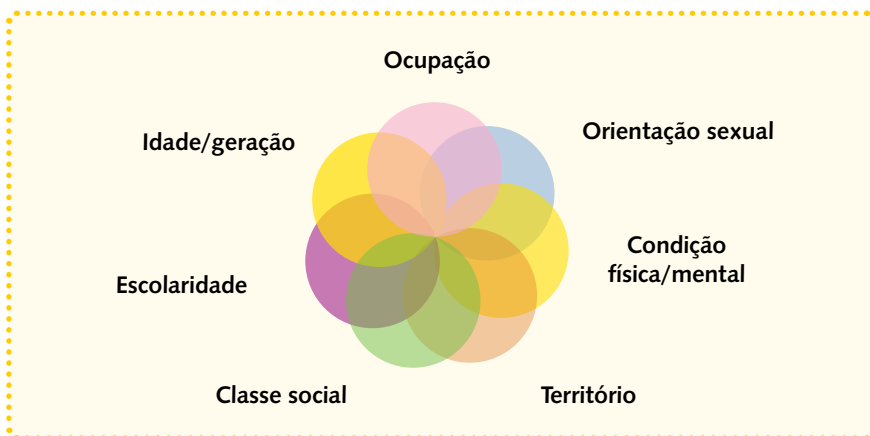 Ocupação
Idade/geração
Orientação sexual
Condição
física/mental
Escolaridade
Classe social
Território